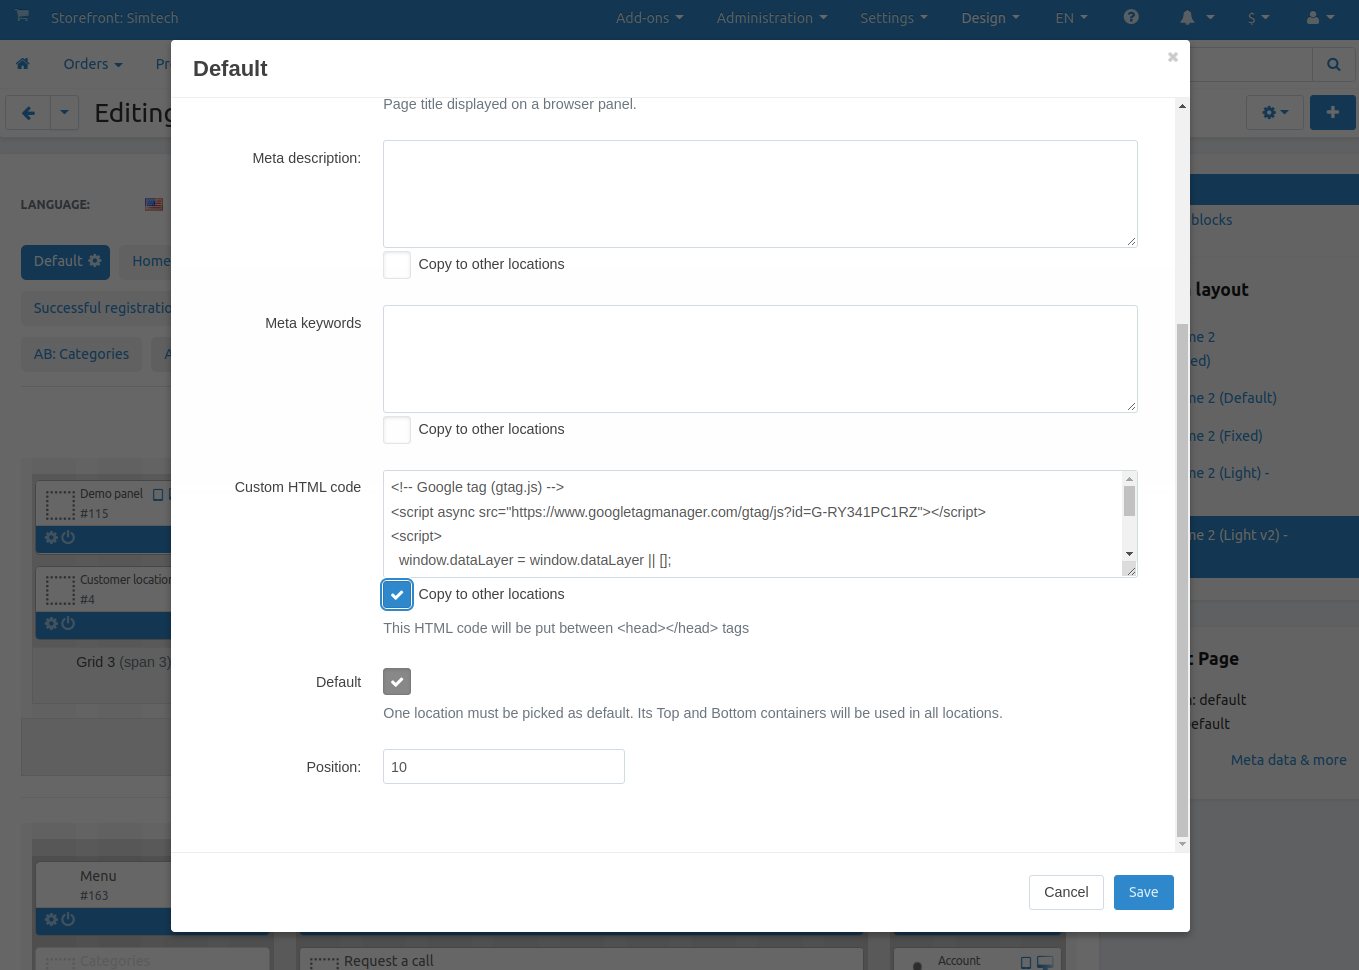 Storefront: Simtech
Add-ons
Administration
Settings
Design
EN
$
Orders
Default
Page title displayed on a browser panel.
Meta description:
Copy to other locations
Meta keywords
Copy to other locations
Custom HTML code
<!-- Google tag (gtag.js) -->
<script async src="https://www.googletagmanager.com/gtag/js?id=G-RY341PC1RZ"></script>
<script>
window.dataLayer = window.dataLayer || [];
Copy to other locations
This HTML code will be put between <head></head> tags
Default
One location must be picked as default. Its Top and Bottom containers will be used in all locations.
Position:
10
Cancel
Save
Editing
LANGUAGE:
Default
Home
Successful registratio
AB: Categories
Demo panel
#115
Customer location
#4
Grid 3 (span 3)
Menu
#163
Categories
Request a call
Account
blocks
layout
ne 2
ed)
ne 2 (Default)
ne 2 (Fixed)
ne 2 (Light) -
ne 2 (Light v2) -
: Page
: default
efault
Meta data & more